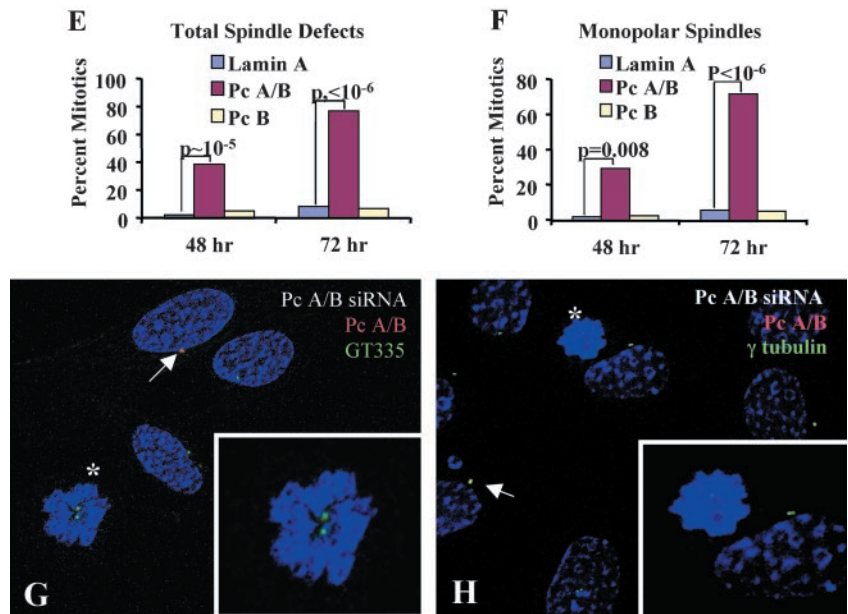 E
Total Spindle Defects
Lamin A
Pc A/B
Pc B
Percent Mitotics
100
80
60
40
20
0
p~10-5
p,<10-6
48 hr
72 hr
F
Monopolar Spindles
Lamin A
Pc A/B
Pc B
Percent Mitotics
80
60
40
20
0
p=0.008
P<10-6
48 hr
72 hr
Pc A/B siRNA
Pc A/B
GT335
*
G
Pc A/B siRNA
Pc A/B
γ tubulin
*
H